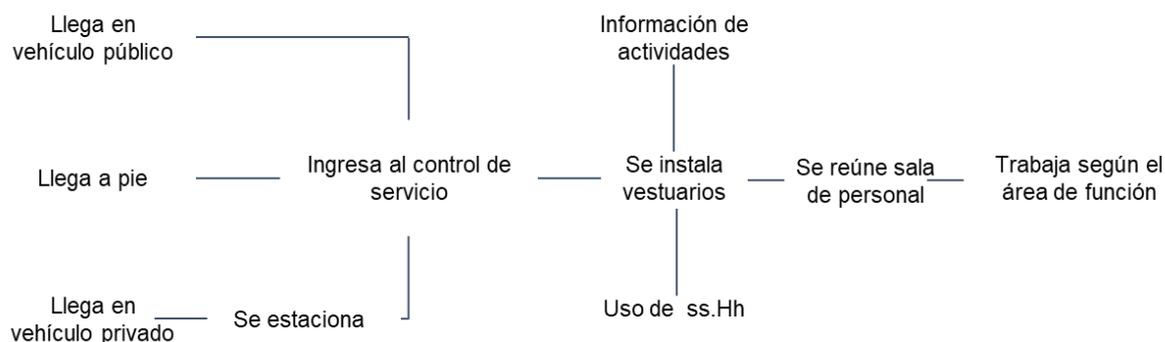 Llega en
vehículo público
Información de
actividades
Llega a pie
Ingresa al control de
servicio
Se instala
vestuarios
Se reúne sala
de personal
Trabaja según el
área de función
Llega en
vehículo privado
Se estaciona
Uso de ss.Hh